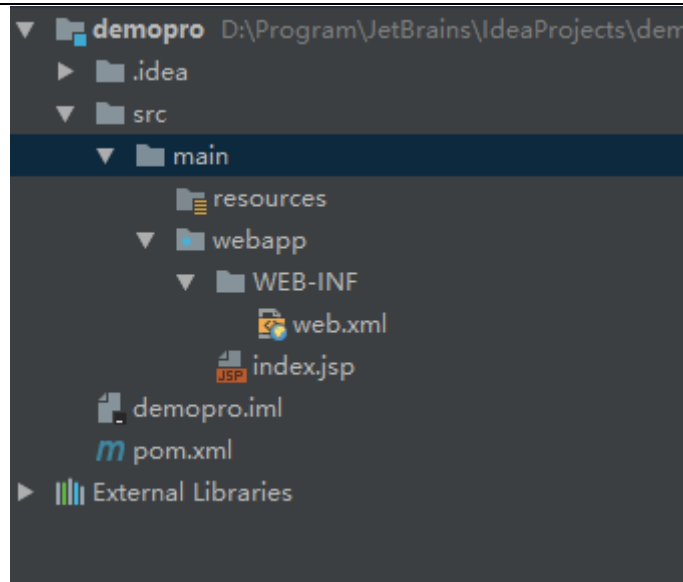 demopro D:\Program\JetBrains\IdeaProjects\dem
.idea
src
main
resources
webapp
WEB-INF
web.xml
JSP index.jsp
demopro.iml
m pom.xml
External Libraries